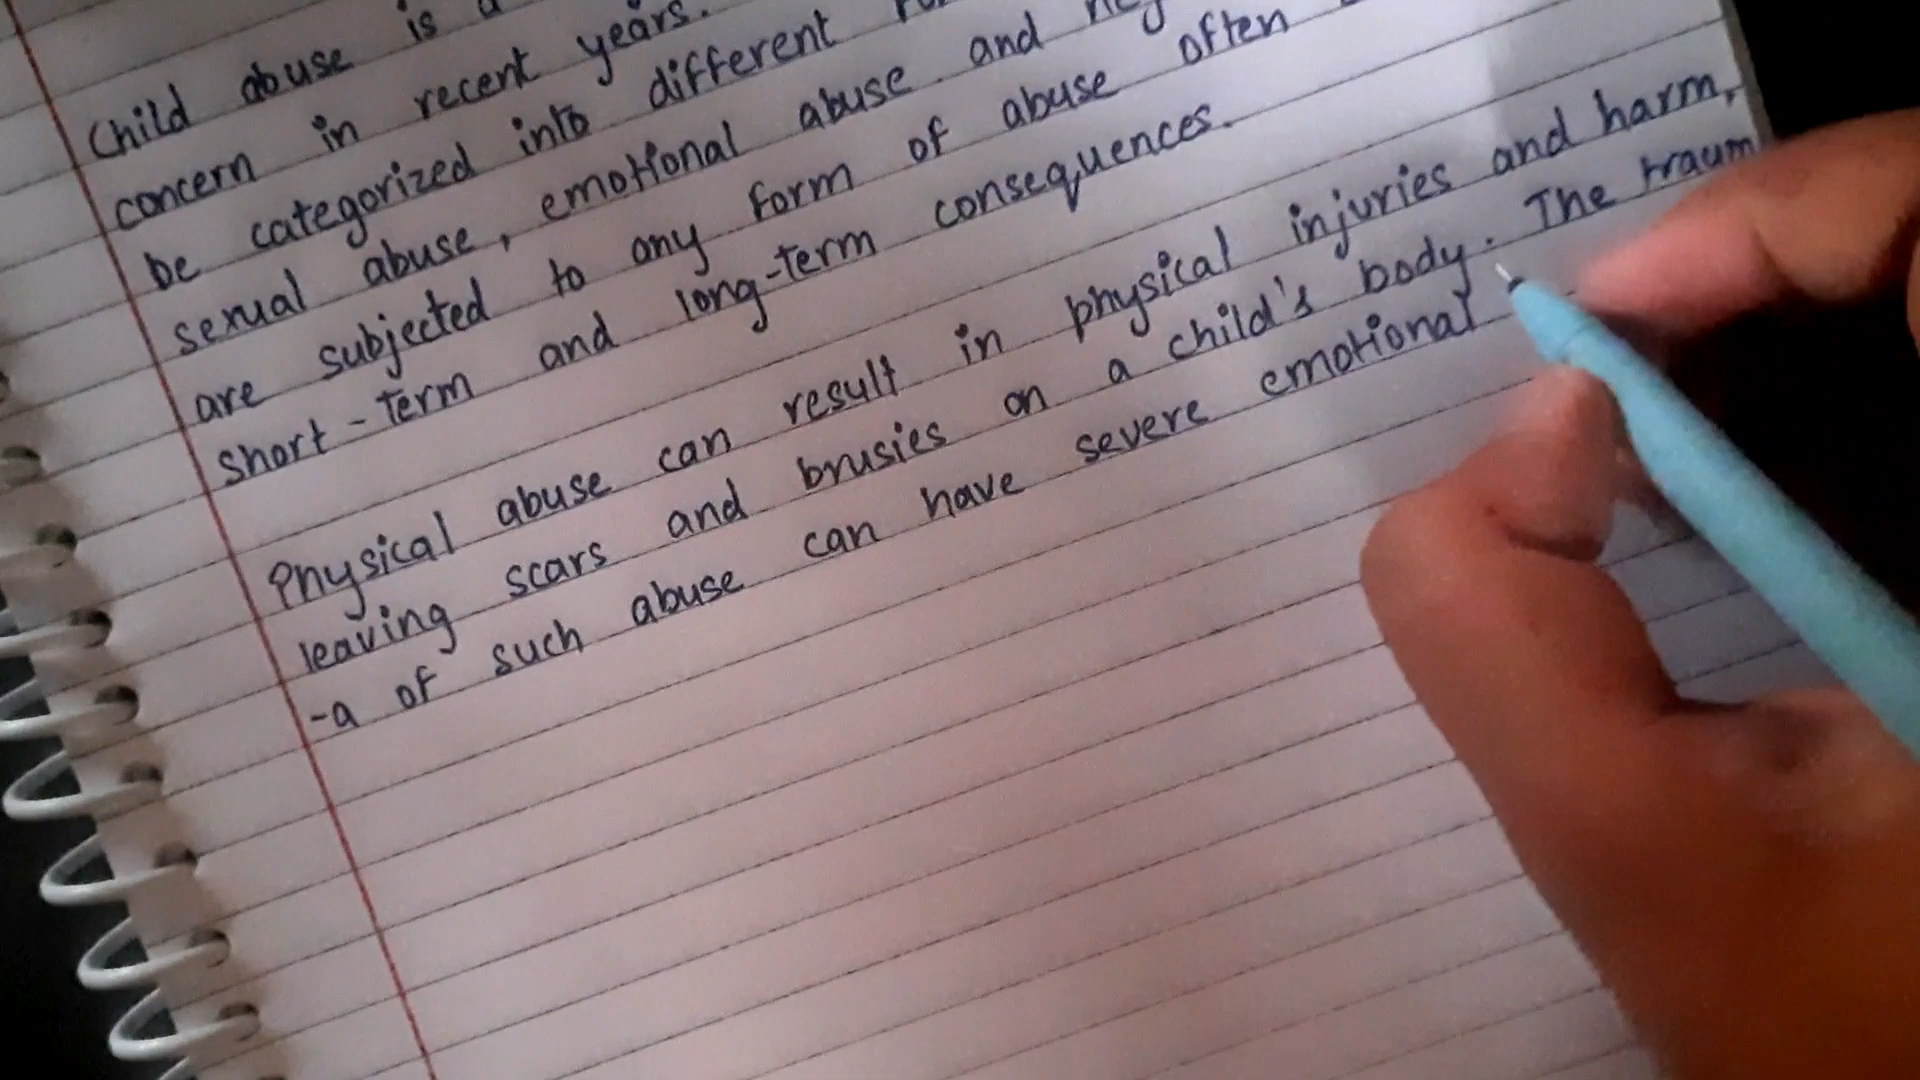 Child abuse is a
concern in recent years.
be categorized into different
sexual abuse, emotional abuse and
are subjected to any form of abuse often
short-term and long-term consequences.
Physical abuse can result in physical injuries and harm,
leaving scars and brusies on a child's body. The traum
-a of such abuse can have severe emotional